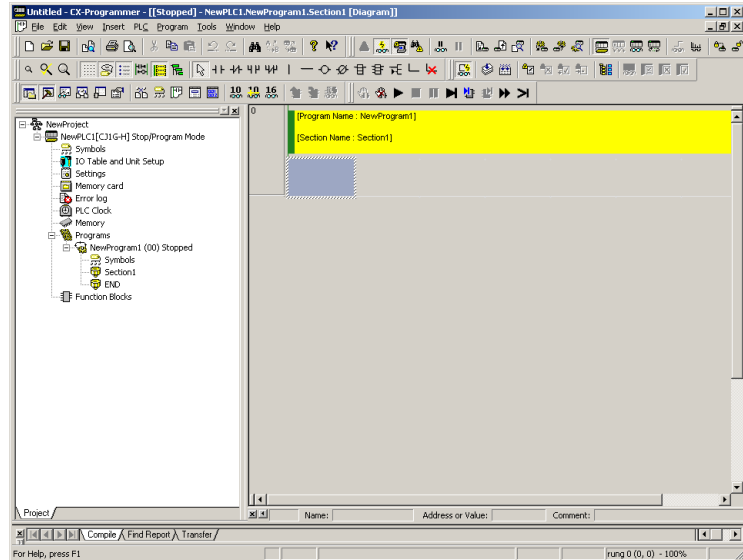 Untitled - CX-Programmer - [[Stopped] - NewPLC1.NewProgram1.Section1 [Diagram]]
File Edit View Insert PLC Program Tools Window Help
10 10 16
NewProject
NewPLC1[CJ1G-H] Stop/Program Mode
Symbols
IO Table and Unit Setup
Settings
Memory card
Error log
PLC Clock
Memory
Programs
NewProgram1 (00) Stopped
Symbols
Section1
END
Function Blocks
Project
0
[Program Name : NewProgram1]
[Section Name : Section1]
Name: Address or Value: Comment:
Compile Find Report Transfer
For Help, press F1
rung 0 (0, 0) - 100%